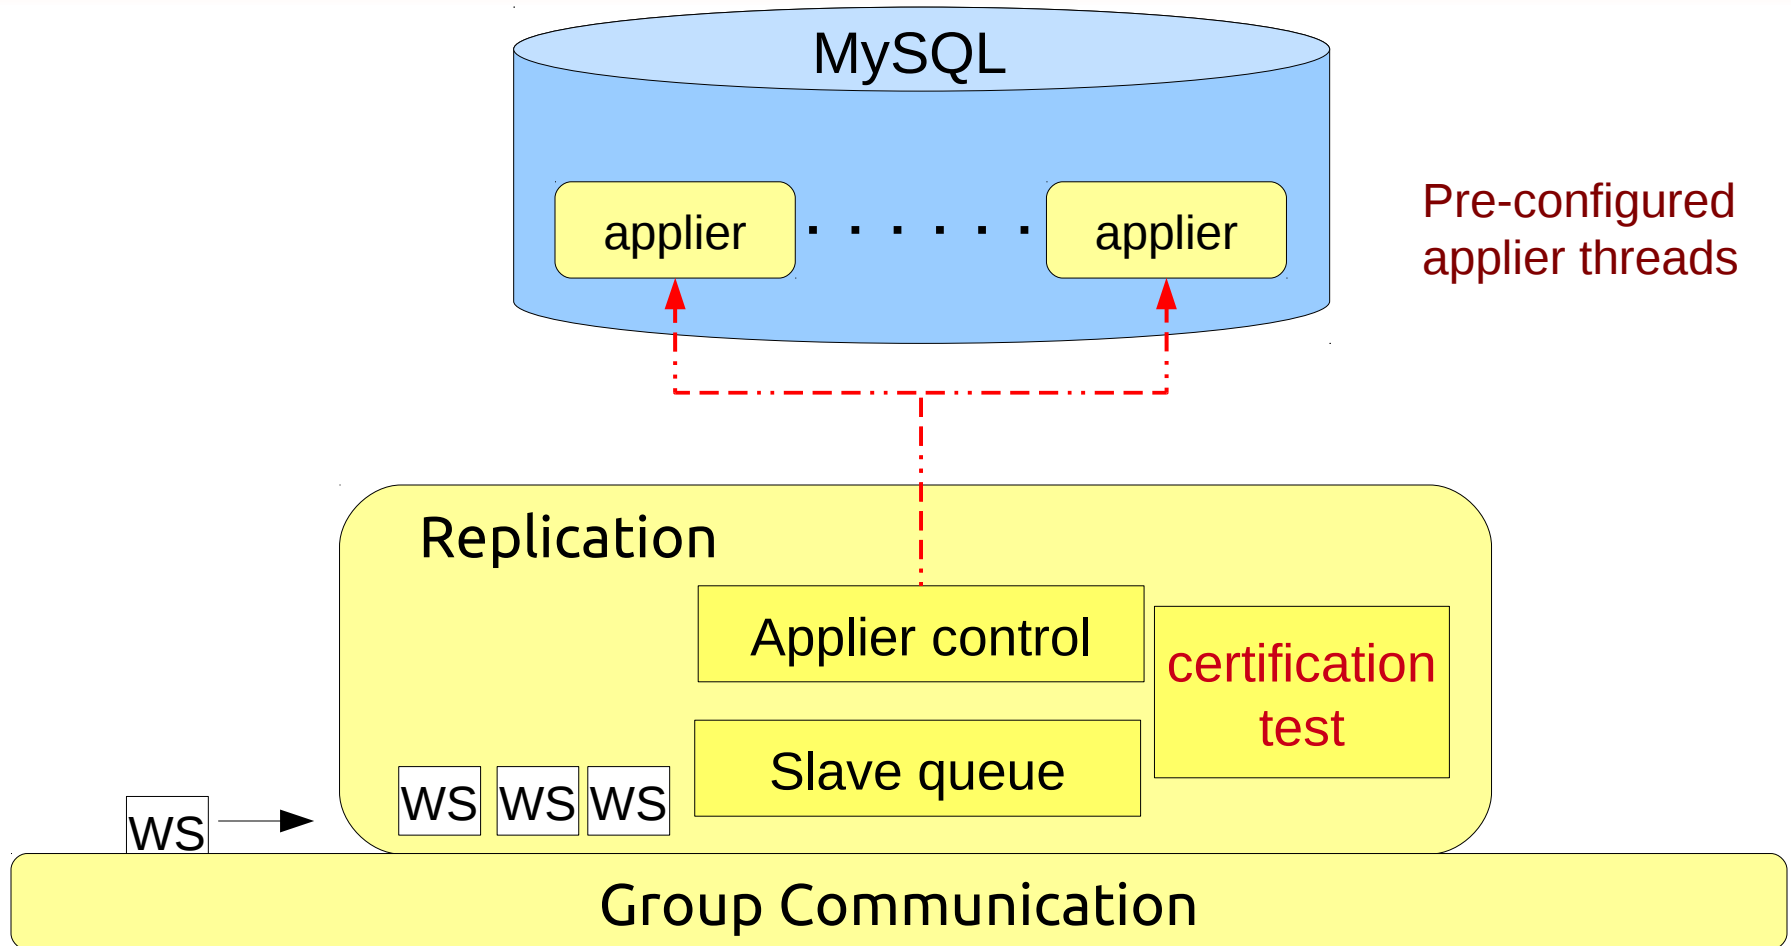 MySQL
applier
applier
Pre-configured
applier threads
Replication
Applier control
certification
test
Slave queue
WS
WS
WS
WS
Group Communication